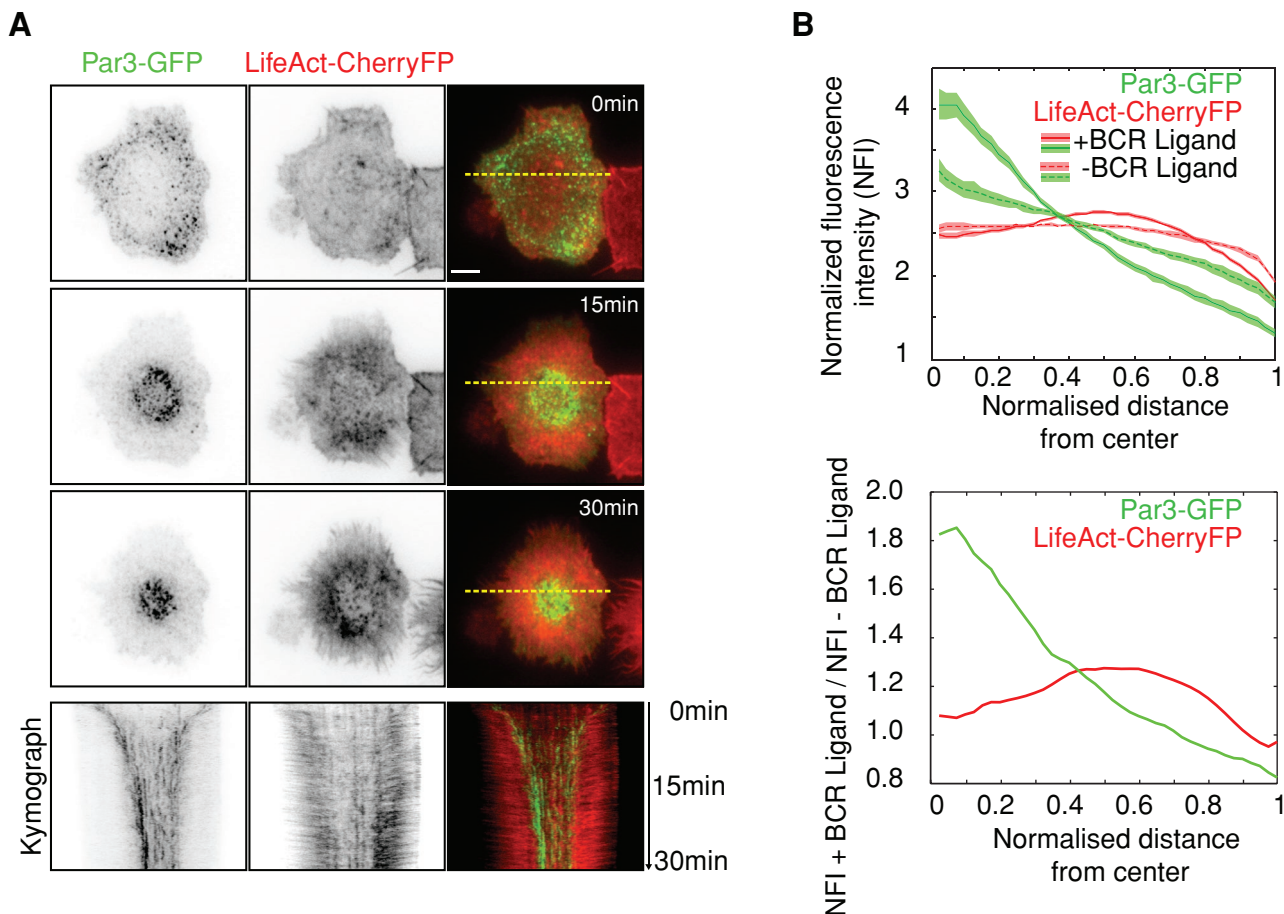 A
Par3-GFP
LifeAct-CherryFP
0min
15min
30min
Kymograph
0min
15min
30min
B
Normalized fluorescence
intensity (NFI)
4
3
2
1
Par3-GFP
LifeAct-CherryFP
+BCR Ligand
-BCR Ligand
0 0.2 0.4 0.6 0.8 1
Normalised distance
from center
NFI + BCR Ligand / NFI - BCR Ligand
2.0
1.8
1.6
1.4
1.2
1.0
0.8
Par3-GFP
LifeAct-CherryFP
0 0.2 0.4 0.6 0.8 1
Normalised distance
from center